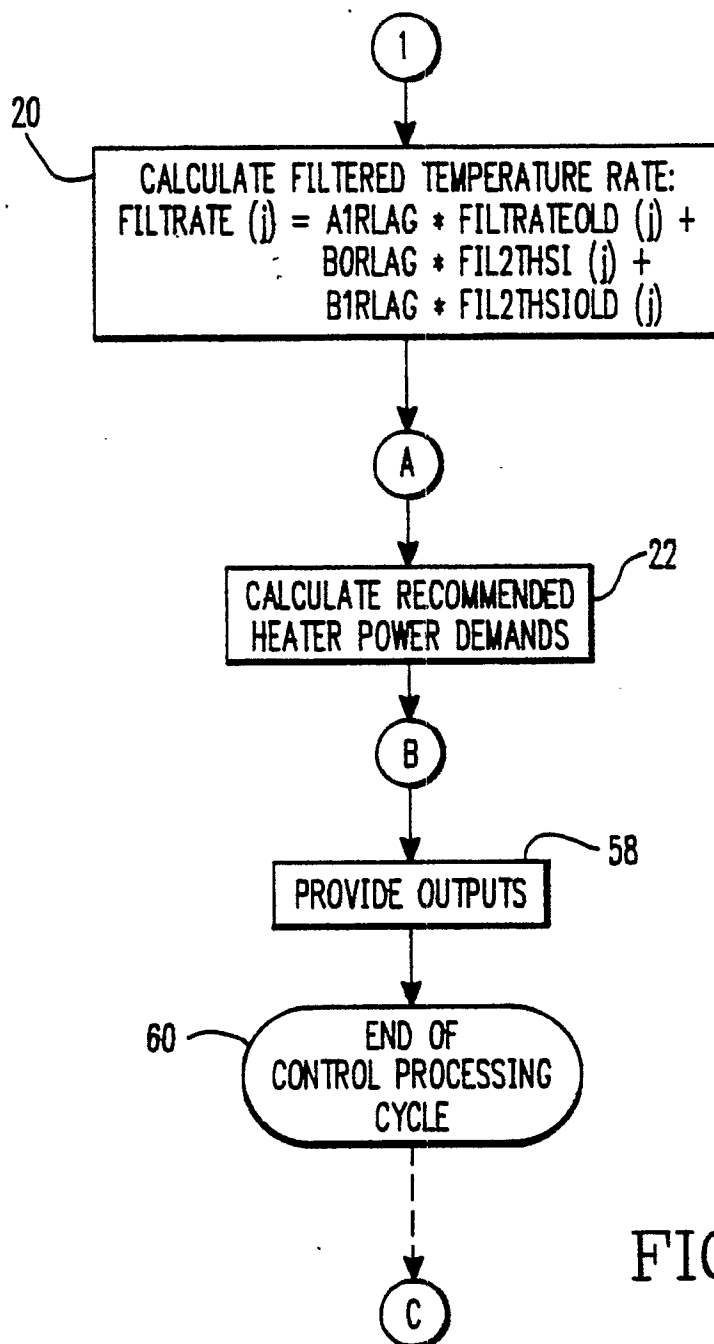 1
20
CALCULATE FILTERED TEMPERATURE RATE:
FILTRATE (j) = A1RLAG * FILTRATEOLD (j) +
B0RLAG * FIL2THSI (j) +
B1RLAG * FIL2THSIOLD (j)
A
22
CALCULATE RECOMMENDED
HEATER POWER DEMANDS
B
58
PROVIDE OUTPUTS
60
END OF
CONTROL PROCESSING
CYCLE
C